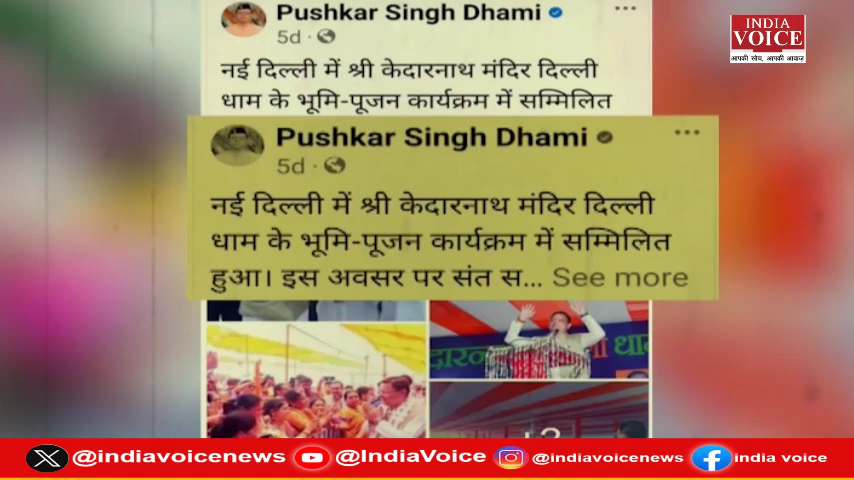 Pushkar Singh Dhami
5d
नई दिल्ली में श्री केदारनाथ मंदिर दिल्ली
धाम के भूमि-पूजन कार्यक्रम में सम्मिलित
INDIA
VOICE
आपकी सोच, आपकी आवाज़
Pushkar Singh Dhami
5d
नई दिल्ली में श्री केदारनाथ मंदिर दिल्ली
धाम के भूमि-पूजन कार्यक्रम में सम्मिलित
हुआ। इस अवसर पर संत स... See more
@indiavoicenews @IndiaVoice @indiavoicenews india voice